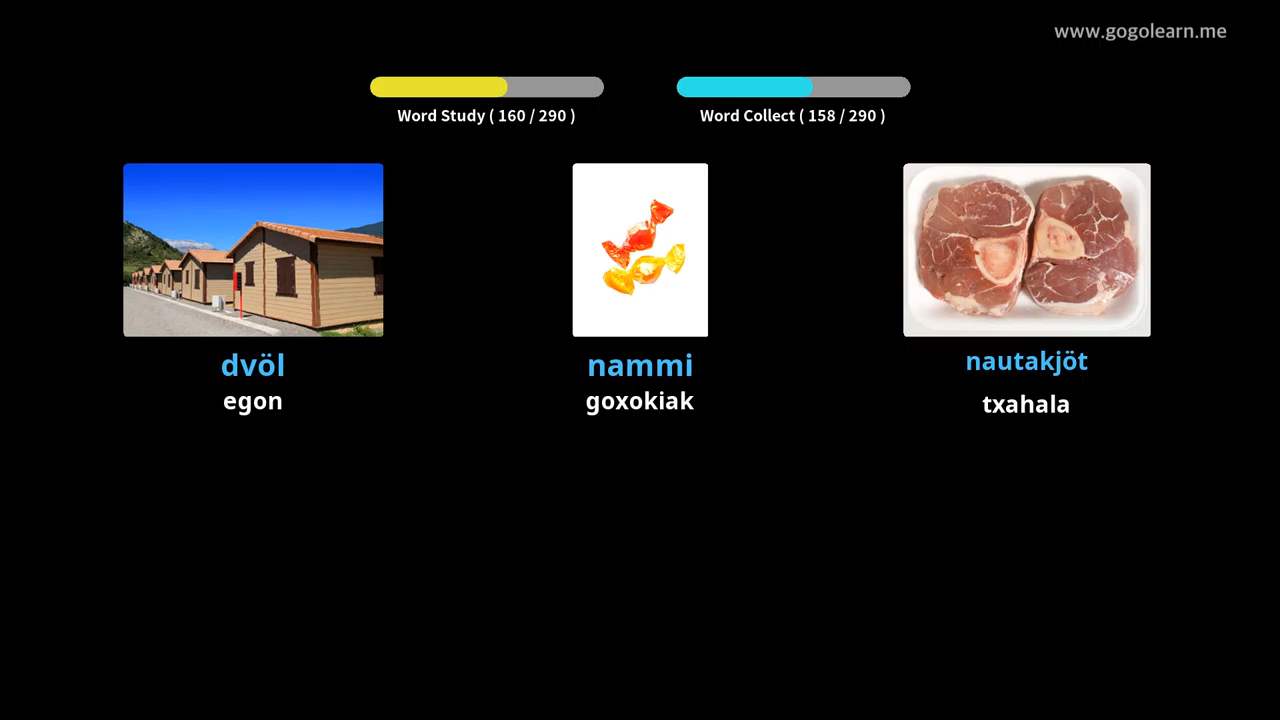 www.gogolearn.me
Word Study ( 160 / 290 )
Word Collect ( 158 / 290 )
dvöl
egon
nammi
goxokiak
nautakjöt
txahala